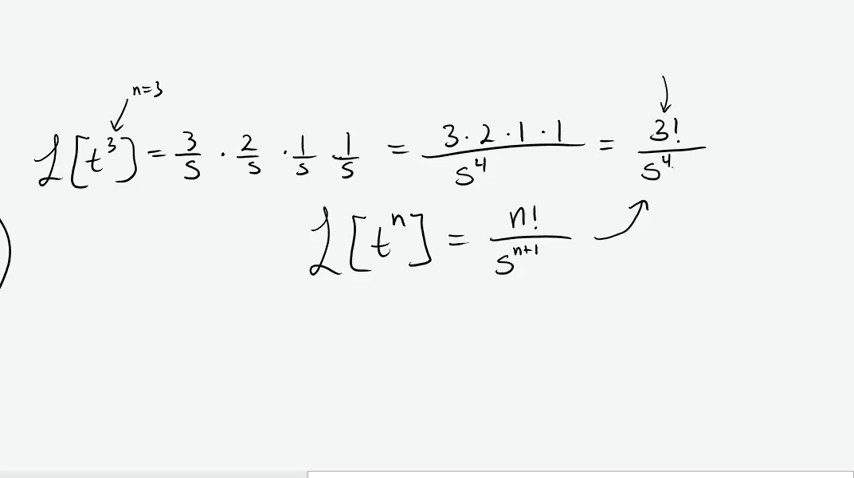 n=3
ℒ[t³] = 3/s · 2/s · 1/s 1/s = 3·2·1·1/s⁴ = 3!/s⁴
ℒ[tⁿ] = n!/sⁿ⁺¹